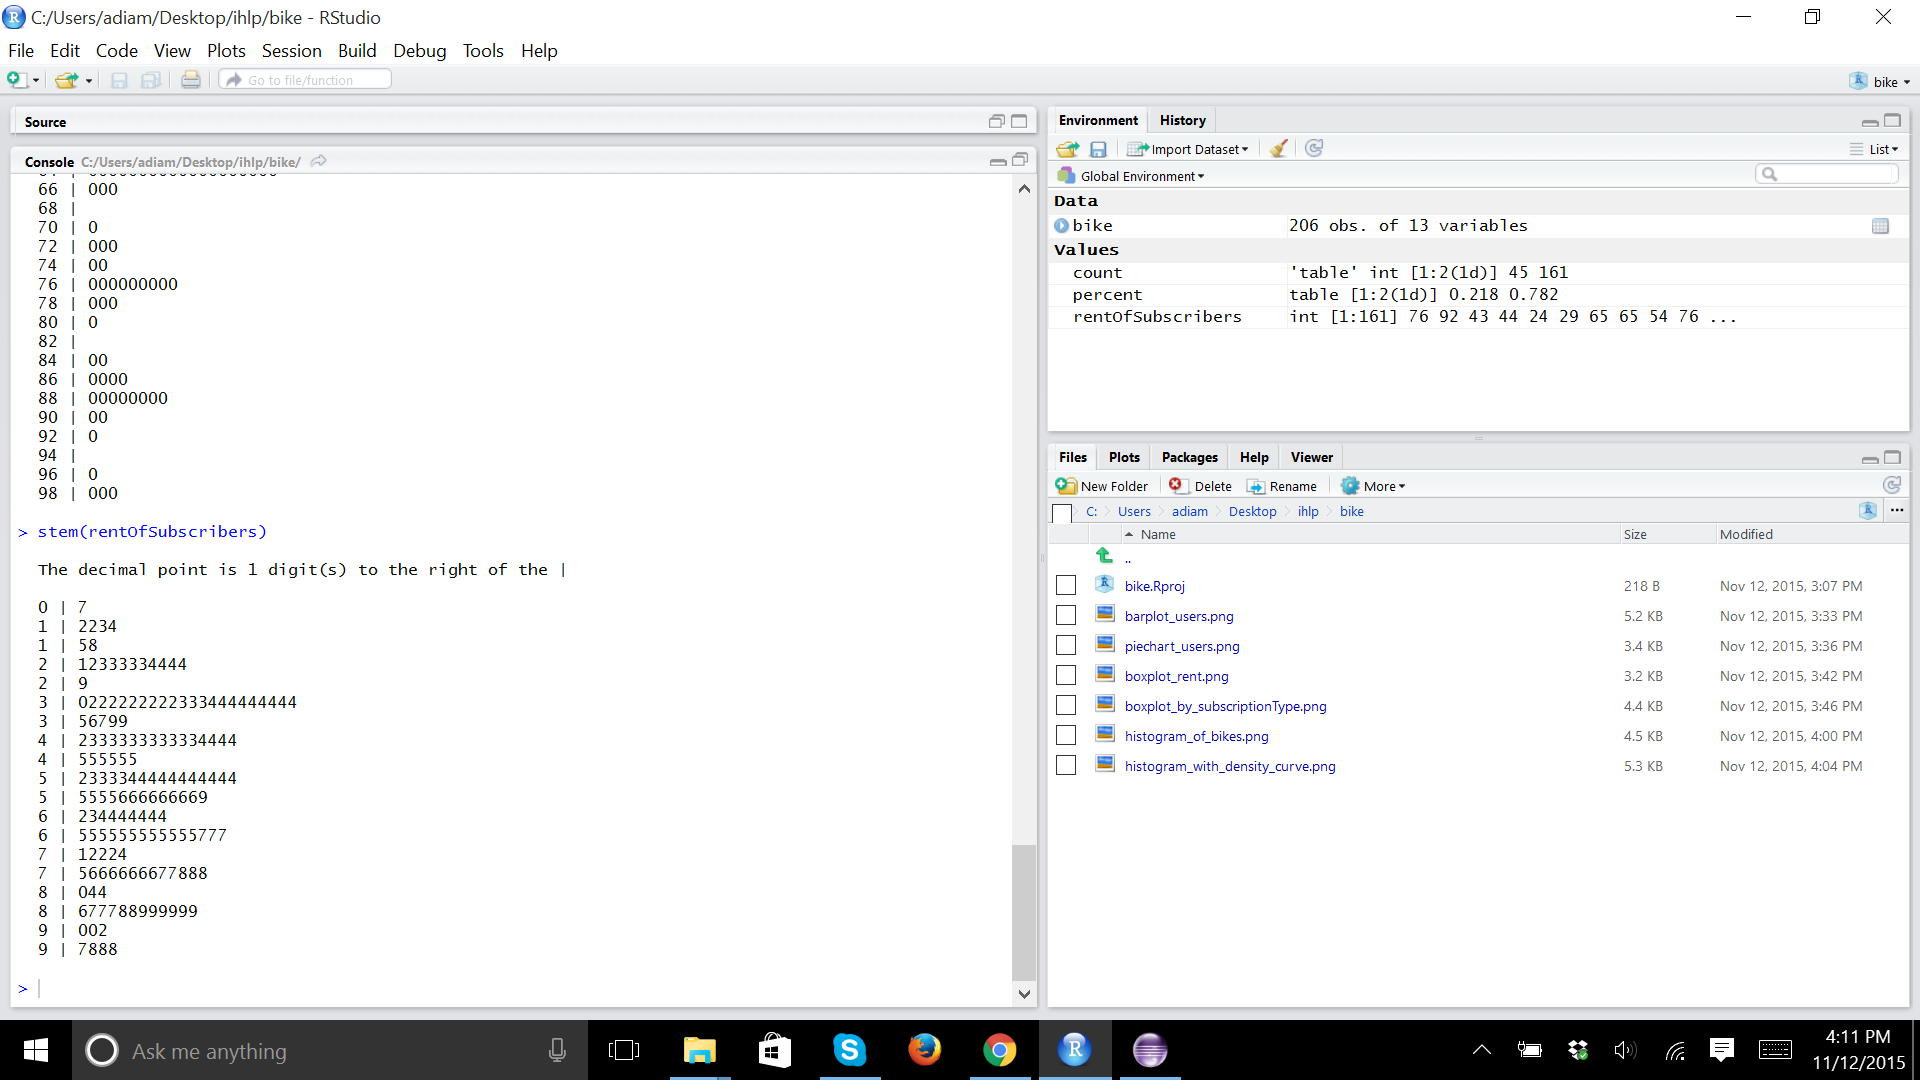 C:/Users/adiam/Desktop/ihlp/bike - RStudio
File Edit Code View Plots Session Build Debug Tools Help
Go to file/function
bike
Source
Console C:/Users/adiam/Desktop/ihlp/bike/
66 | 000
68 |
70 | 0
72 | 000
74 | 00
76 | 000000000
78 | 000
80 | 0
82 |
84 | 00
86 | 0000
88 | 00000000
90 | 00
92 | 0
94 |
96 | 0
98 | 000
> stem(rentOfSubscribers)
The decimal point is 1 digit(s) to the right of the |
0 | 7
1 | 2234
1 | 58
2 | 12333334444
2 | 9
3 | 0222222222333444444444
3 | 56799
4 | 2333333333334444
4 | 555555
5 | 2333344444444444
5 | 5555666666669
6 | 234444444
6 | 555555555555777
7 | 12224
7 | 5666666677888
8 | 044
8 | 677788999999
9 | 002
9 | 7888
>
Environment History
Import Dataset List
Global Environment
Data
bike 206 obs. of 13 variables
Values
count 'table' int [1:2(1d)] 45 161
percent table [1:2(1d)] 0.218 0.782
rentOfSubscribers int [1:161] 76 92 43 44 24 29 65 65 54 76 ...
Files Plots Packages Help Viewer
New Folder Delete Rename More
C: Users adiam Desktop ihlp bike ...
Name Size Modified
..
bike.Rproj 218 B Nov 12, 2015, 3:07 PM
barplot_users.png 5.2 KB Nov 12, 2015, 3:33 PM
piechart_users.png 3.4 KB Nov 12, 2015, 3:36 PM
boxplot_rent.png 3.2 KB Nov 12, 2015, 3:42 PM
boxplot_by_subscriptionType.png 4.4 KB Nov 12, 2015, 3:46 PM
histogram_of_bikes.png 4.5 KB Nov 12, 2015, 4:00 PM
histogram_with_density_curve.png 5.3 KB Nov 12, 2015, 4:04 PM
Ask me anything
4:11 PM
11/12/2015